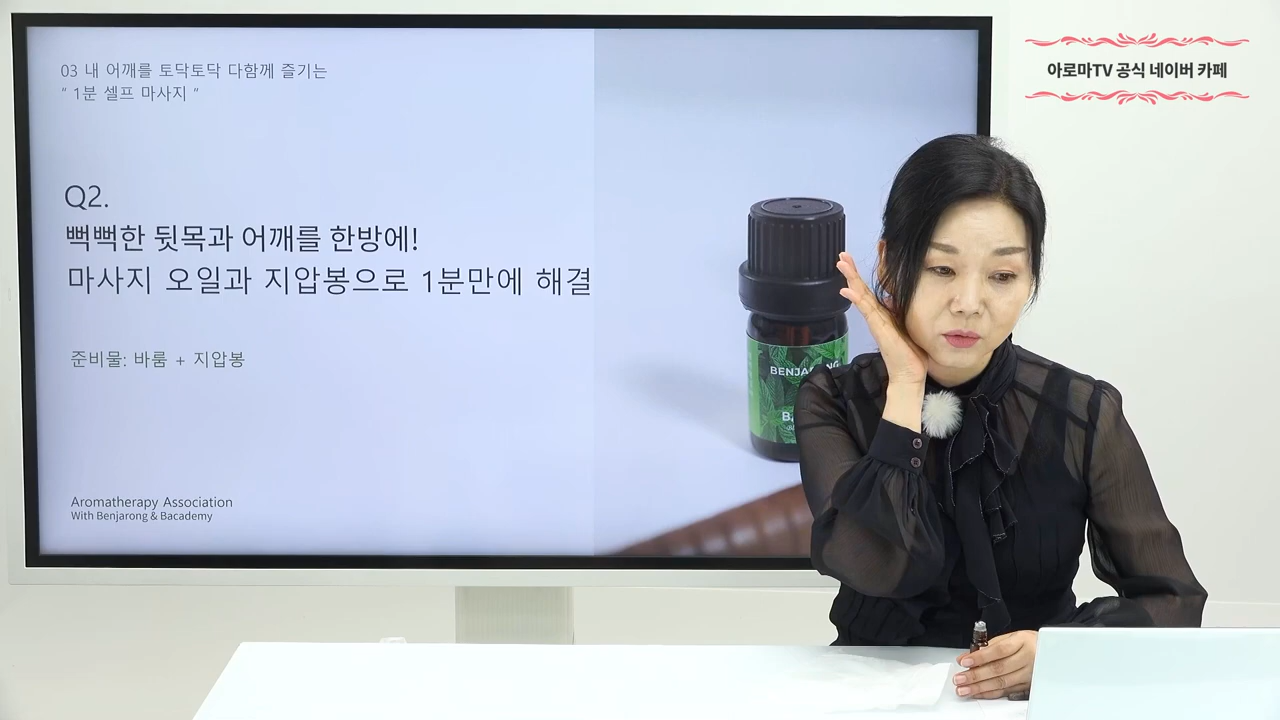 03 내 어깨를 토닥토닥 다함께 즐기는
“ 1분 셀프 마사지 ”
Q2.
뻑뻑한 뒷목과 어깨를 한방에!
마사지 오일과 지압봉으로 1분만에 해결
준비물: 바룸 + 지압봉
Aromatherapy Association
With Benjarong & Bacademy
아로마TV 공식 네이버 카페